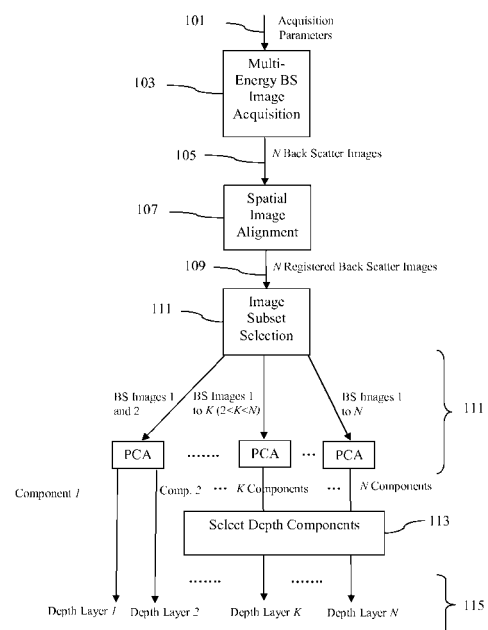 101
Acquisition
Parameters
103
Multi-
Energy BS
Image
Acquisition
105
N Back Scatter Images
107
Spatial
Image
Alignment
109
N Registered Back Scatter Images
111
Image
Subset
Selection
BS Images 1
and 2
BS Images 1
to K (2<K<N)
BS Images 1
to N
111
PCA
.......
PCA
...
PCA
Component 1
Comp. 2
...
K Components
...
N Components
Select Depth Components
113
.......
.......
115
Depth Layer 1
Depth Layer 2
Depth Layer K
Depth Layer N